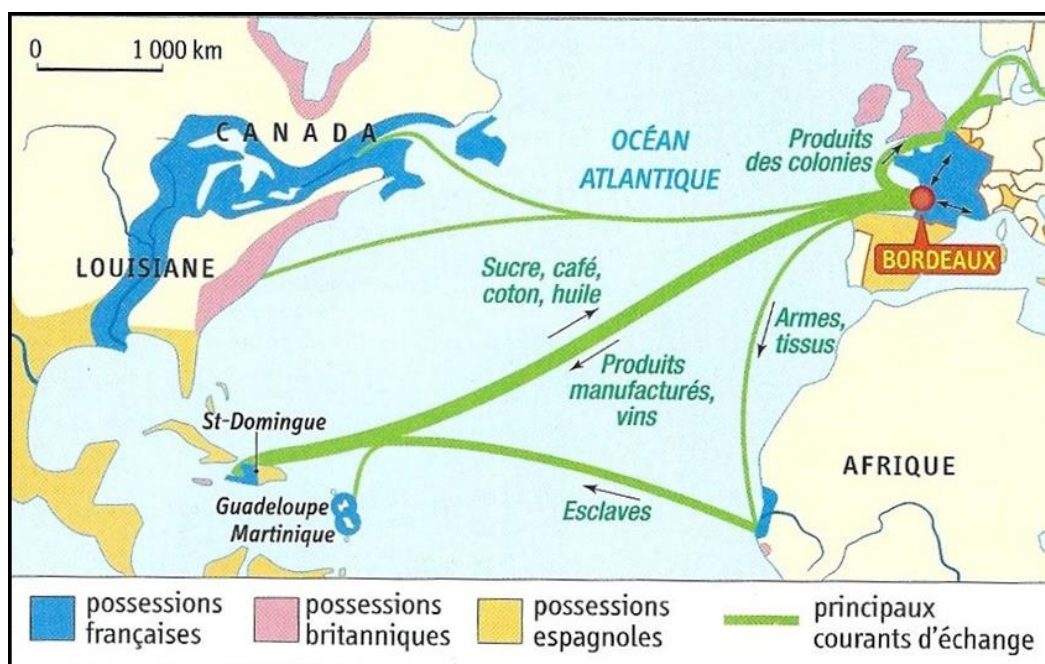 0 1 000 km
CANADA
OCÉAN
ATLANTIQUE
Produits
des colonies
LOUISIANE
BORDEAUX
Sucre, café,
coton, huile
Armes,
tissus
Produits
manufacturés,
vins
St-Domingue
AFRIQUE
Guadeloupe
Martinique
Esclaves
possessions
françaises
possessions
britanniques
possessions
espagnoles
principaux
courants d'échange